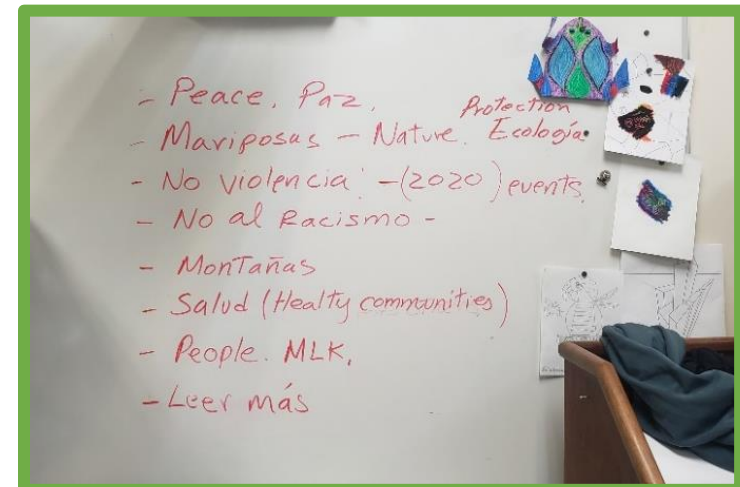 - Peace, Paz,
Protection
- Mariposas - Nature. Ecología
- No violencia: - (2020) events.
- No al Racismo -
- Montañas
- Salud (Healty communities)
- People. MLK,
- Leer más